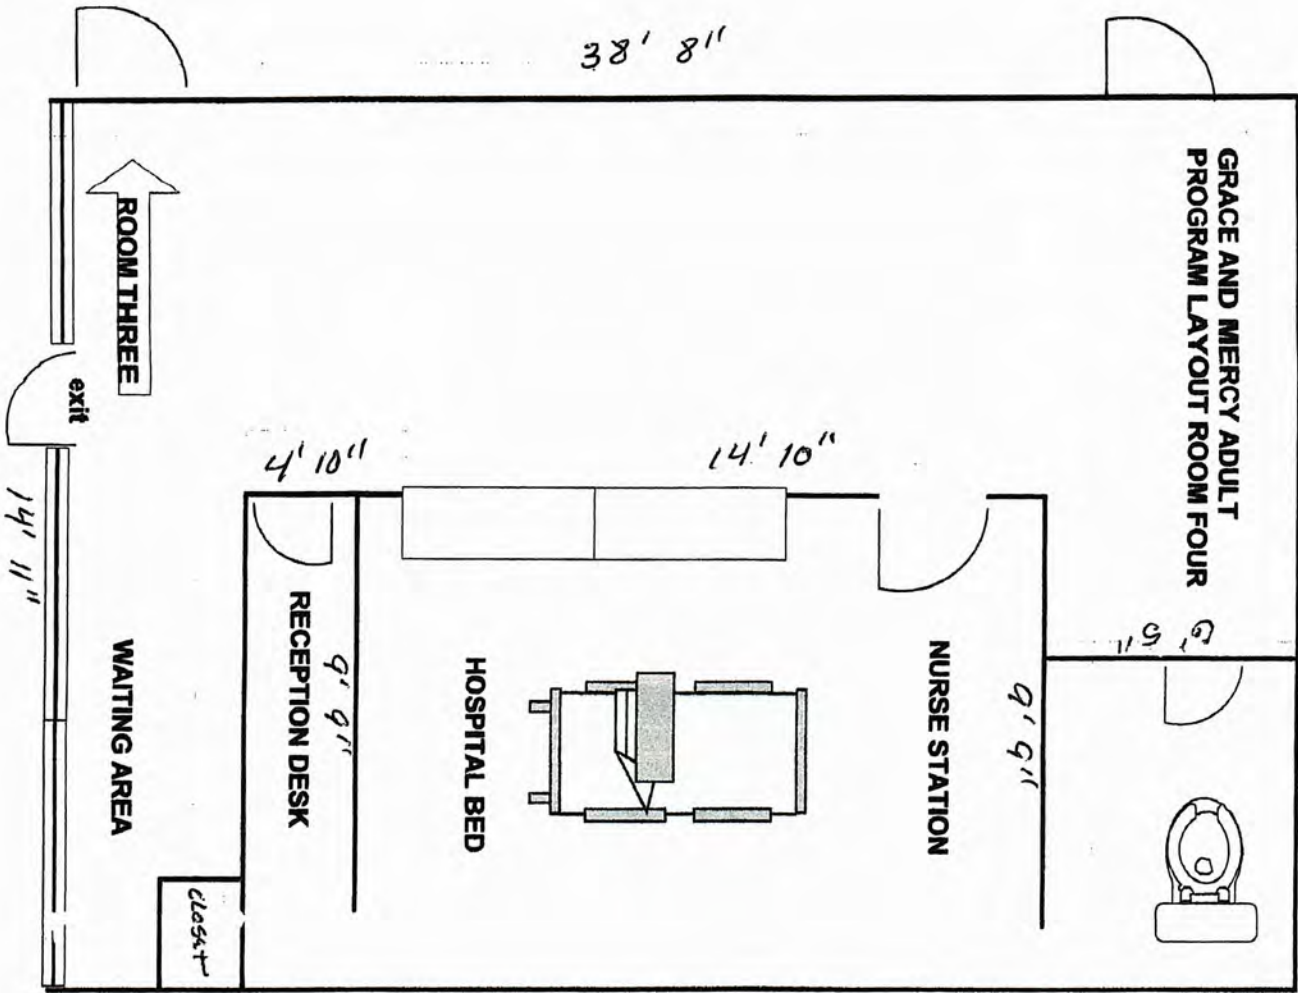 38' 8"
GRACE AND MERCY ADULT
PROGRAM LAYOUT ROOM FOUR
ROOM THREE
exit
4' 10"
14' 10"
14' 11"
6' 5"
WAITING AREA
RECEPTION DESK
9' 9"
HOSPITAL BED
NURSE STATION
9' 9"
CLOSET